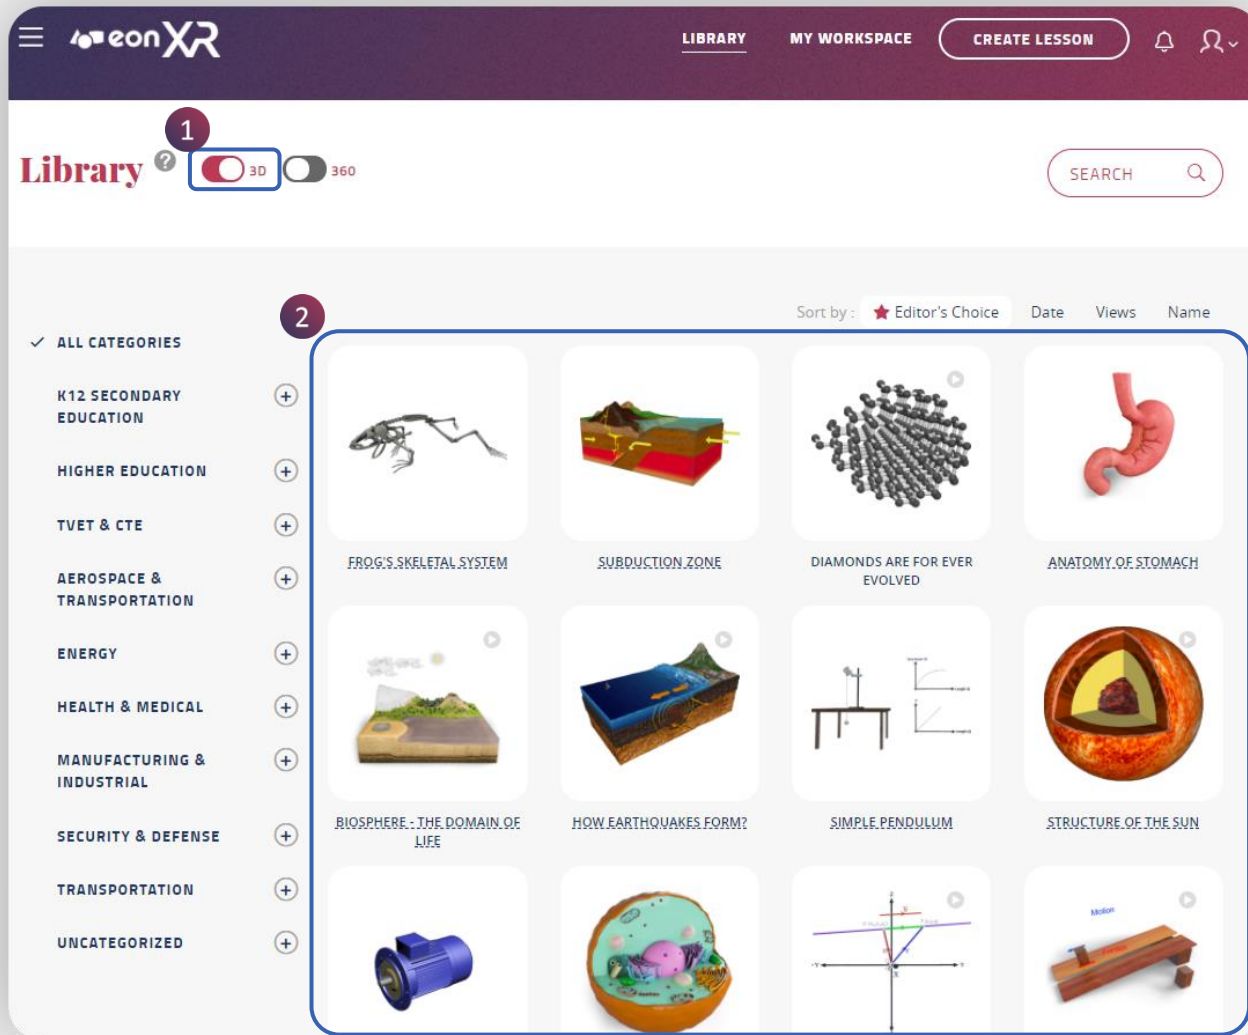 eonXR
LIBRARY
MY WORKSPACE
CREATE LESSON
1
Library ?
3D
360
SEARCH
2
Sort by :
Editor's Choice
Date
Views
Name
ALL CATEGORIES
K12 SECONDARY
EDUCATION
HIGHER EDUCATION
TVET & CTE
AEROSPACE &
TRANSPORTATION
ENERGY
HEALTH & MEDICAL
MANUFACTURING &
INDUSTRIAL
SECURITY & DEFENSE
TRANSPORTATION
UNCATEGORIZED
FROG'S SKELETAL SYSTEM
SUBDUCTION ZONE
DIAMONDS ARE FOR EVER
EVOLVED
ANATOMY OF STOMACH
BIOSPHERE - THE DOMAIN OF
LIFE
HOW EARTHQUAKES FORM?
SIMPLE PENDULUM
STRUCTURE OF THE SUN
Motion